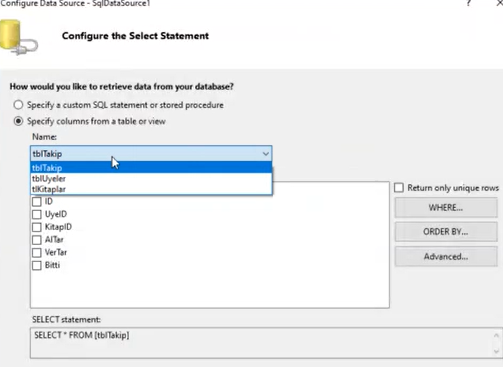 Configure Data Source - SqlDataSource1
?
Configure the Select Statement
How would you like to retrieve data from your database?
Specify a custom SQL statement or stored procedure
Specify columns from a table or view
Name:
tblTakip
tblTakip
tblUyeler
tlKitaplar
Return only unique rows
ID
WHERE...
UyeID
KitapID
ORDER BY...
AlTar
VerTar
Advanced...
Bitti
SELECT statement:
SELECT * FROM [tblTakip]